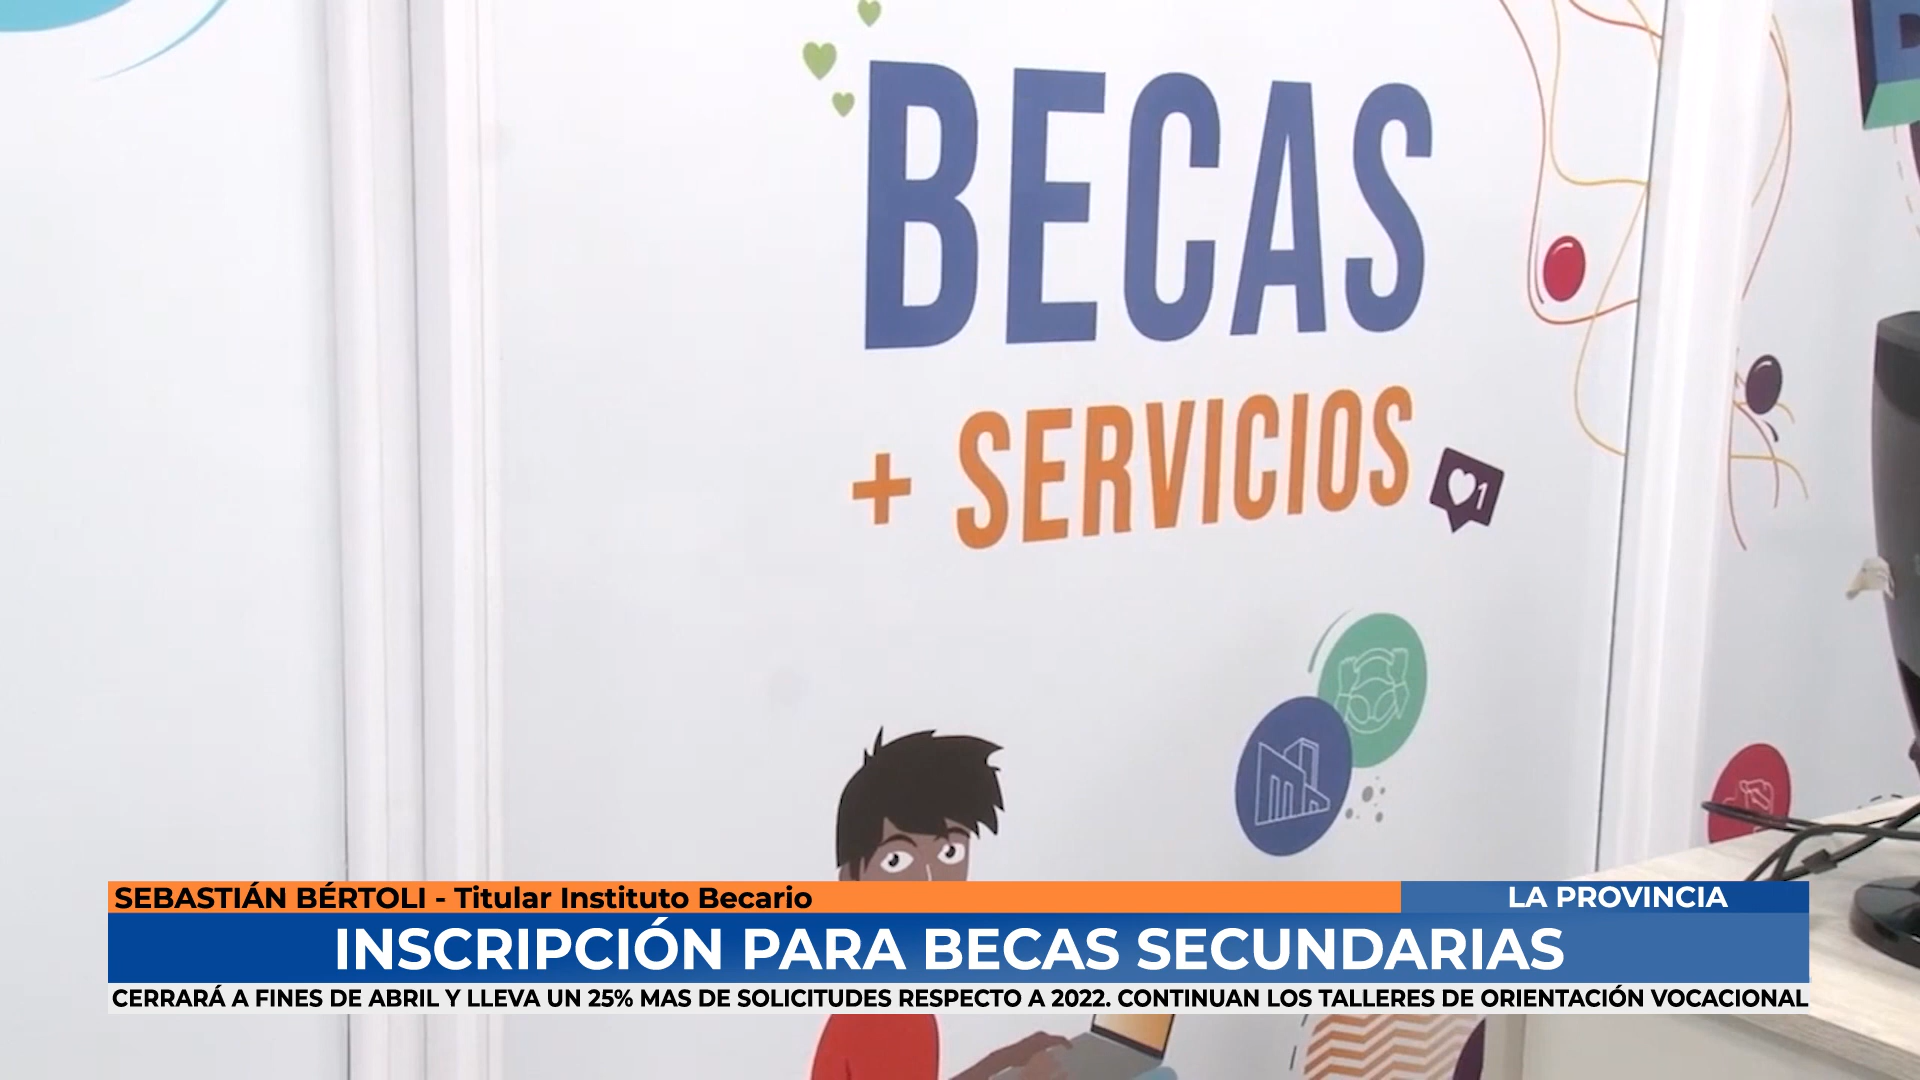 BECAS
+ SERVICIOS
1
SEBASTIÁN BÉRTOLI - Titular Instituto Becario
LA PROVINCIA
INSCRIPCIÓN PARA BECAS SECUNDARIAS
CERRARÁ A FINES DE ABRIL Y LLEVA UN 25% MAS DE SOLICITUDES RESPECTO A 2022. CONTINUAN LOS TALLERES DE ORIENTACIÓN VOCACIONAL